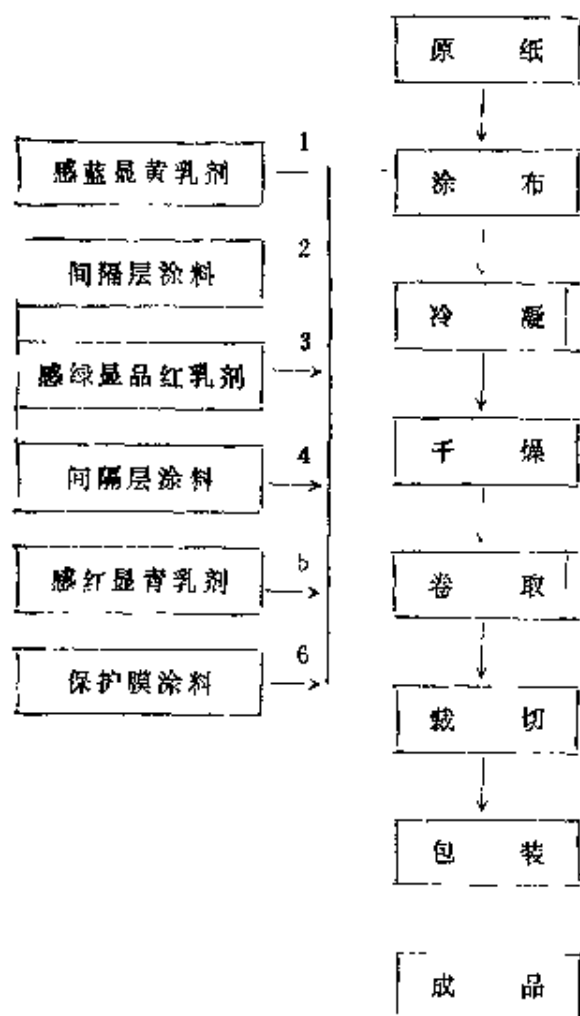 原 纸
1
感蓝显黄乳剂
涂 布
2
间隔层涂料
冷 凝
3
感绿显品红乳剂
4
间隔层涂料
干 燥
5
感红显青乳剂
卷 取
6
保护膜涂料
裁 切
包 装
成 品